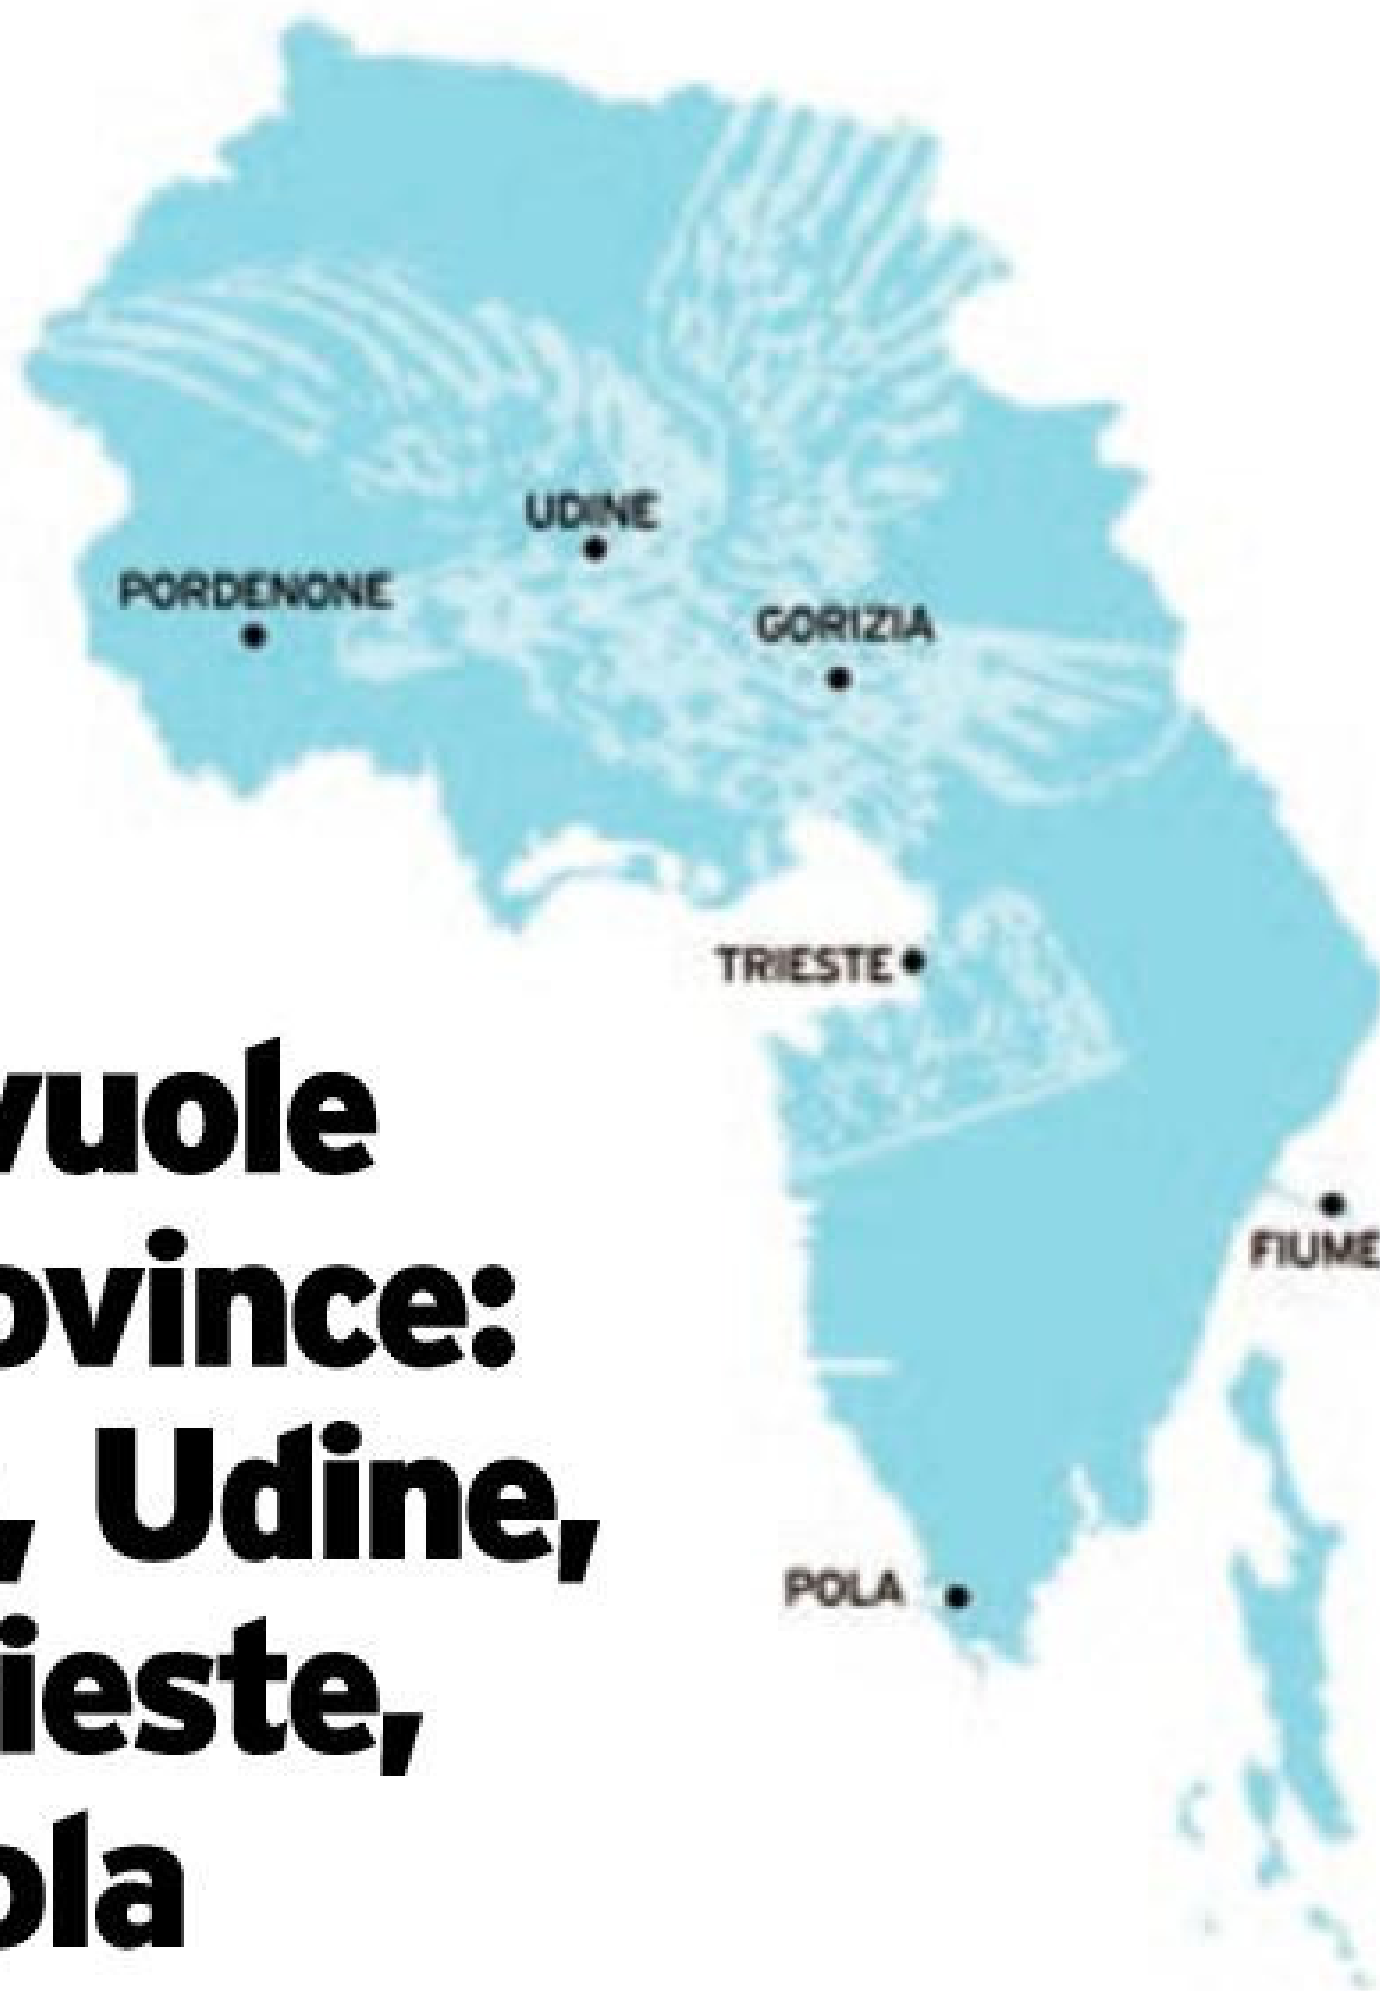 UDINE
PORDENONE
GORIZIA
TRIESTE
FIUME
POLA
vuole
ovince:
, Udine,
ieste,
ola